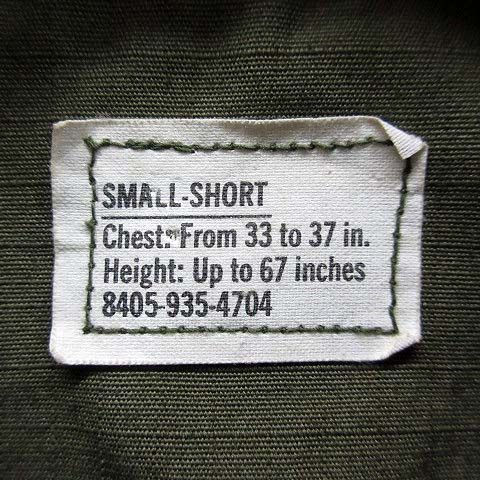 SMALL-SHORT
Chest: From 33 to 37 in.
Height: Up to 67 inches
8405-935-4704